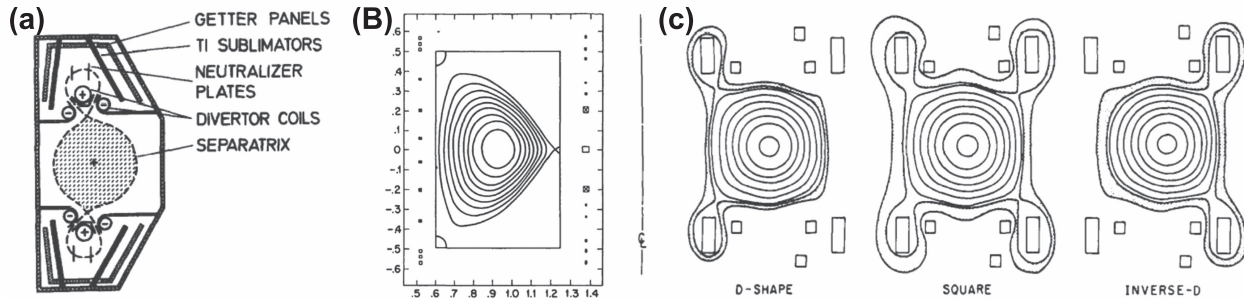 (a)
GETTER PANELS
TI SUBLIMATORS
NEUTRALIZER
PLATES
DIVERTOR COILS
SEPARATRIX
+
−
−
−
−
+
(B)
.6
.5
.4
.3
.2
.1
0
-.1
-.2
-.3
-.4
-.5
-.6
.5 .6 .7 .8 .9 1.0 1.1 1.2 1.3 1.4
(c)
℄
D-SHAPE
SQUARE
INVERSE-D